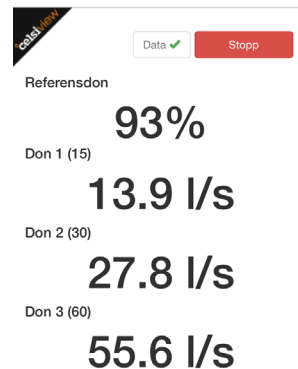 celsiview
Data ✔
Stopp
Referensdon
93%
Don 1 (15)
13.9 l/s
Don 2 (30)
27.8 l/s
Don 3 (60)
55.6 l/s